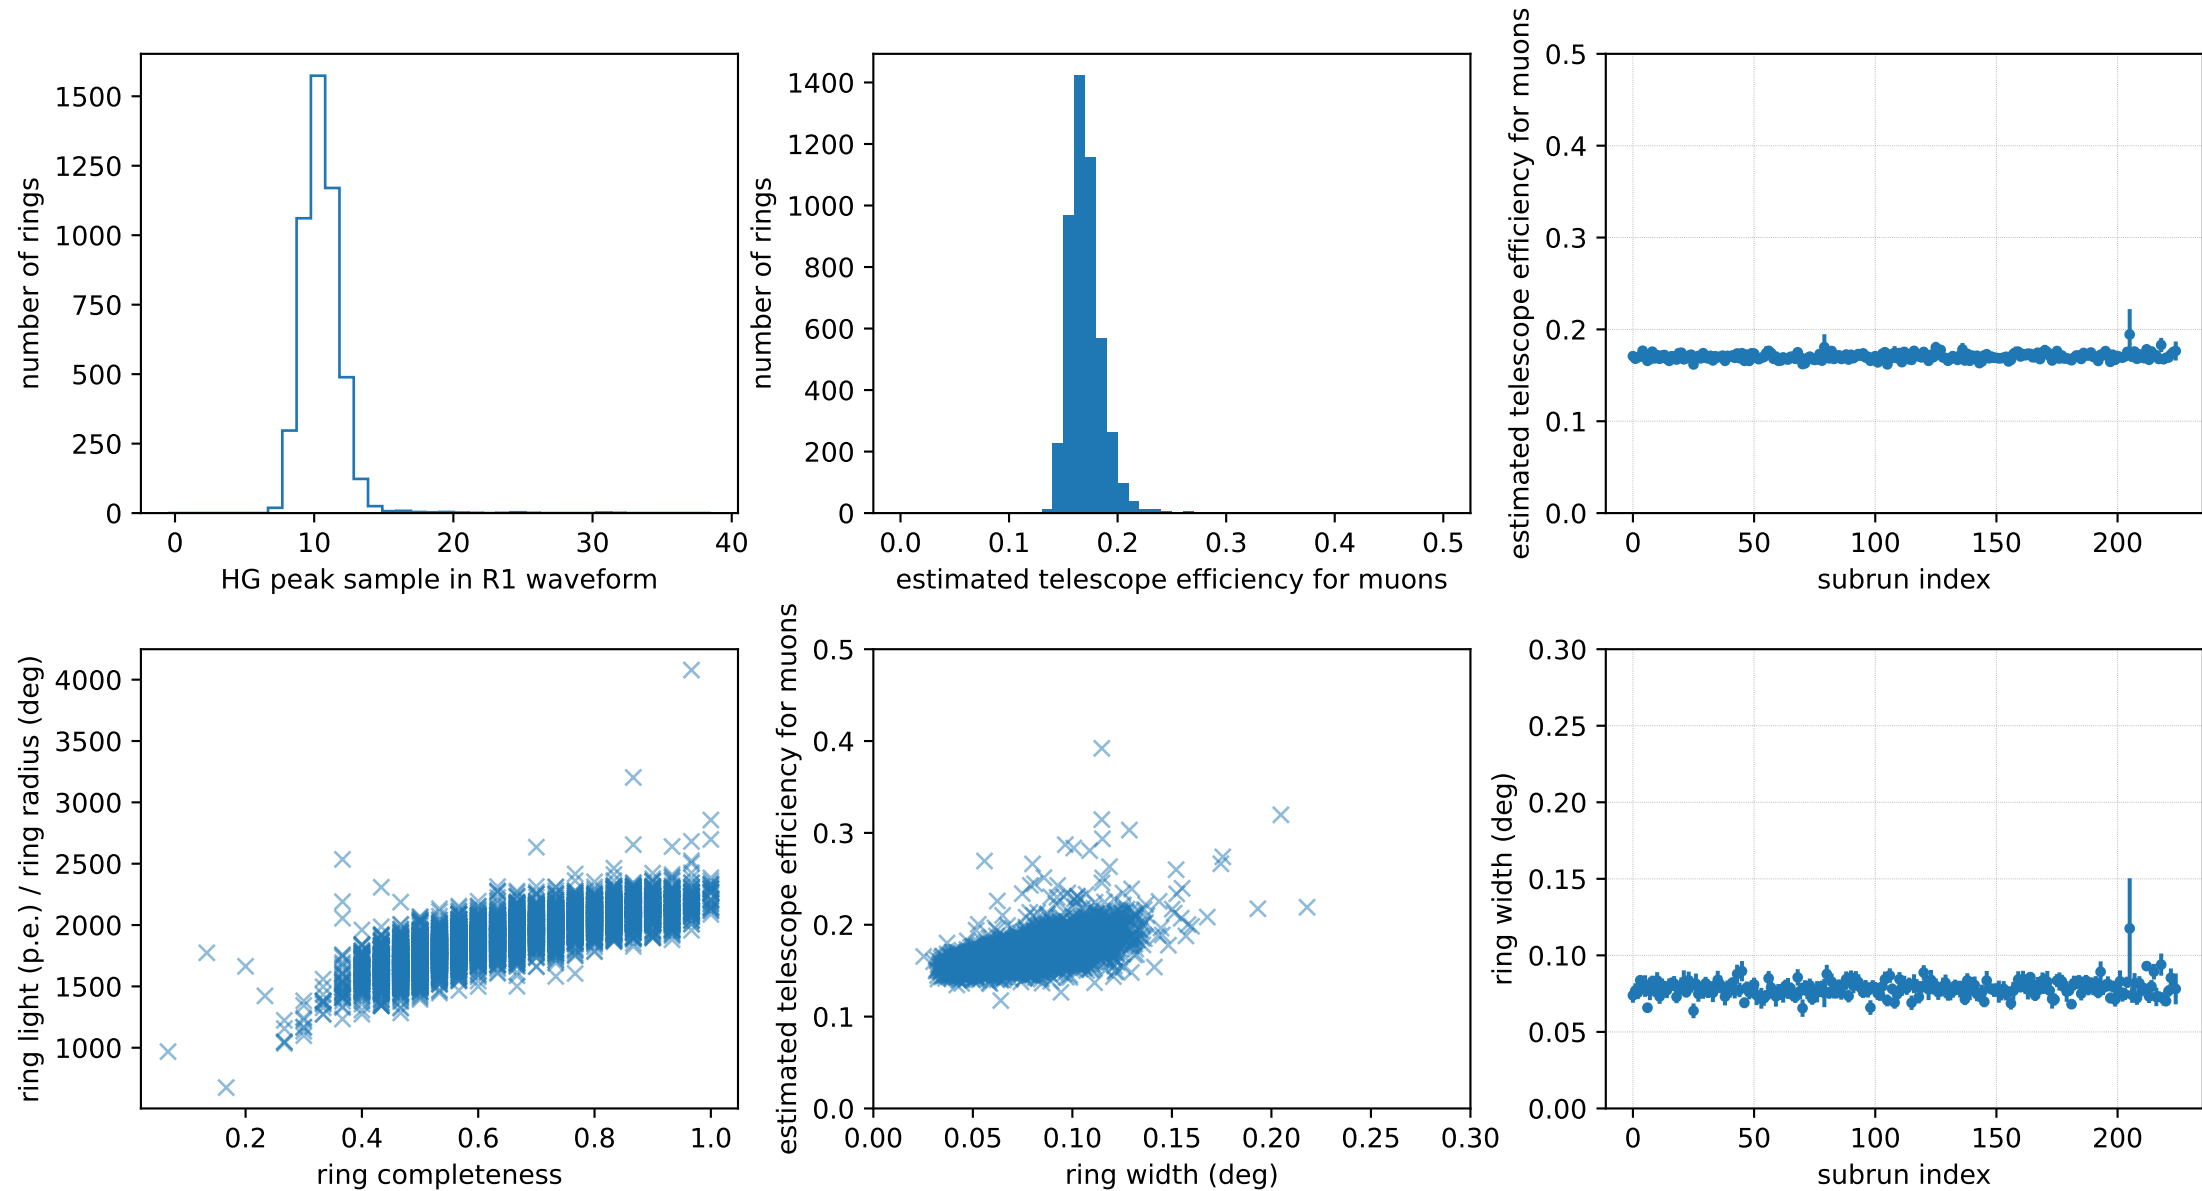 number of rings
1500
1250
1000
750
500
250
0
0 10 20 30 40
HG peak sample in R1 waveform
number of rings
1400
1200
1000
800
600
400
200
0
0.0 0.1 0.2 0.3 0.4 0.5
estimated telescope efficiency for muons
estimated telescope efficiency for muons
0.5
0.4
0.3
0.2
0.1
0.0
0 50 100 150 200
subrun index
ring light (p.e.) / ring radius (deg)
4000
3500
3000
2500
2000
1500
1000
0.2 0.4 0.6 0.8 1.0
ring completeness
estimated telescope efficiency for muons
0.5
0.4
0.3
0.2
0.1
0.0
0.00 0.05 0.10 0.15 0.20 0.25 0.30
ring width (deg)
ring width (deg)
0.30
0.25
0.20
0.15
0.10
0.05
0.00
0 50 100 150 200
subrun index